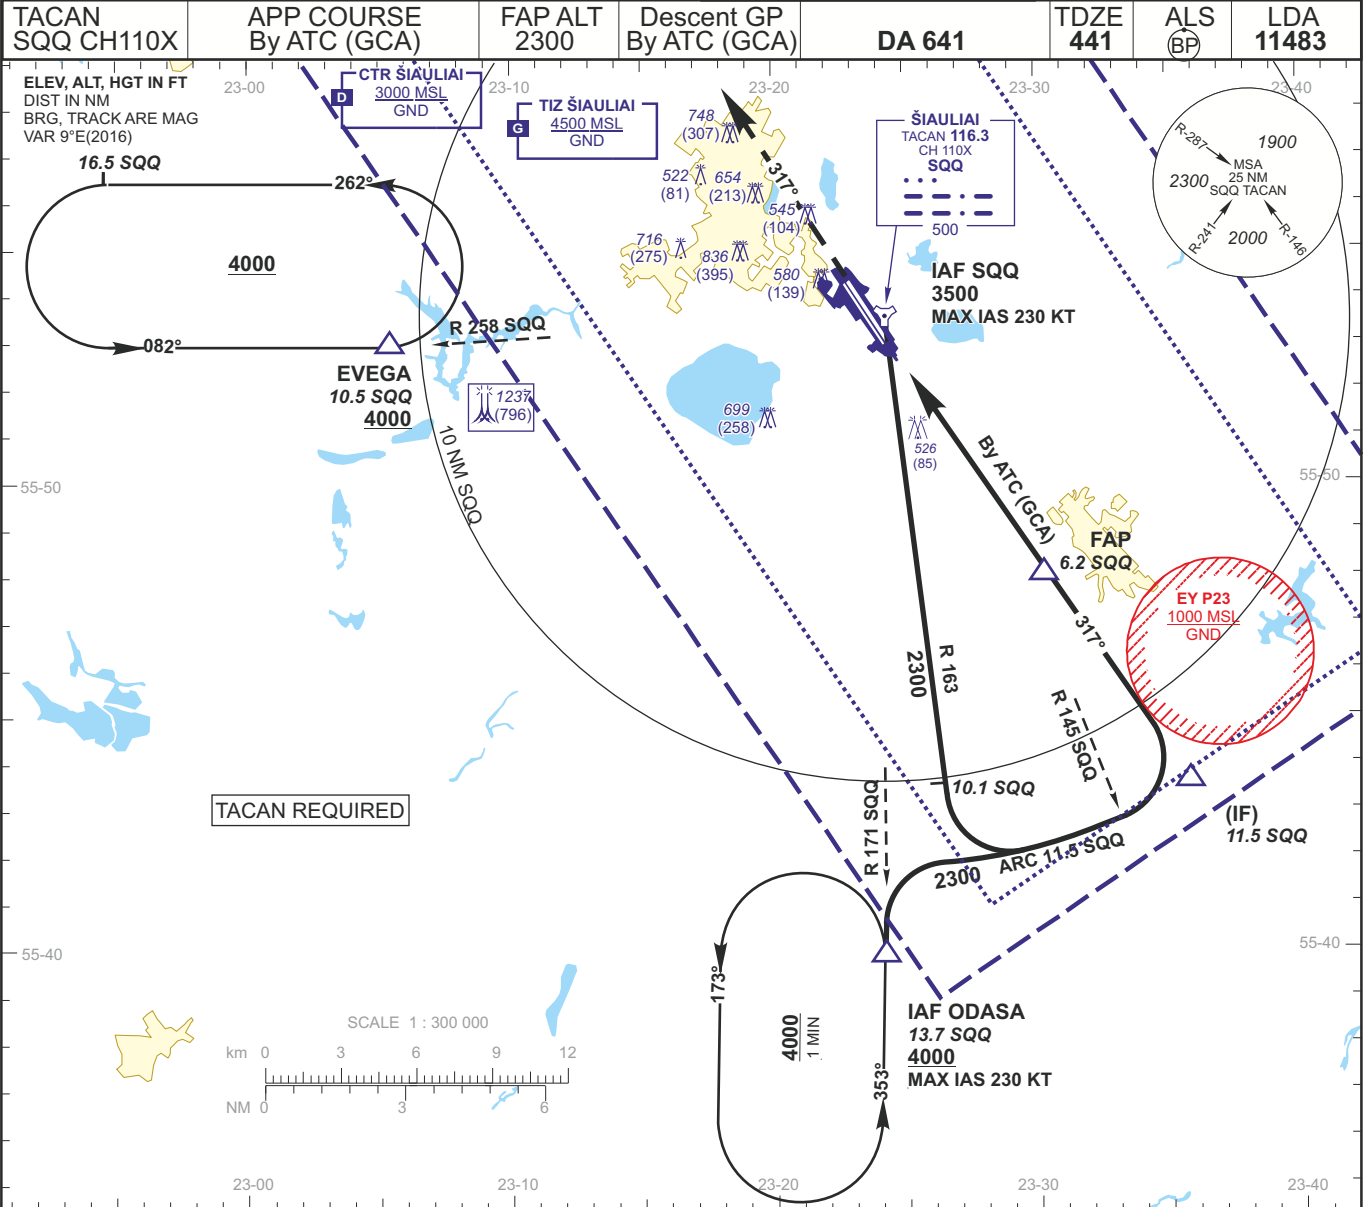 TACAN
SQQ CH110X
APP COURSE
By ATC (GCA)
FAP ALT
2300
Descent GP
By ATC (GCA)
DA 641
TDZE
441
ALS
BP
LDA
11483
ELEV, ALT, HGT IN FT
DIST IN NM
BRG, TRACK ARE MAG
VAR 9°E(2016)
23-00
23-10
23-20
23-30
23-40
D
CTR ŠIAULIAI
3000 MSL
GND
G
TIZ ŠIAULIAI
4500 MSL
GND
748
(307)
522
(81)
654
(213)
545
(104)
716
(275)
836
(395)
580
(139)
317°
ŠIAULIAI
TACAN 116.3
CH 110X
SQQ
500
R-287
1900
MSA
25 NM
SQQ TACAN
2300
R-241
2000
R-146
16.5 SQQ
262°
4000
082°
EVEGA
10.5 SQQ
4000
R 258 SQQ
IAF SQQ
3500
MAX IAS 230 KT
1237
(796)
699
(258)
526
(85)
10 NM SQQ
By ATC (GCA)
55-50
55-50
FAP
6.2 SQQ
EY P23
1000 MSL
GND
317°
R 163
2300
R 145 SQQ
10.1 SQQ
R 171 SQQ
TACAN REQUIRED
(IF)
11.5 SQQ
ARC 11.5 SQQ
2300
55-40
55-40
173°
4000
1 MIN
353°
IAF ODASA
13.7 SQQ
4000
MAX IAS 230 KT
SCALE 1 : 300 000
km 0 3 6 9 12
NM 0 3 6
23-00
23-10
23-20
23-30
23-40